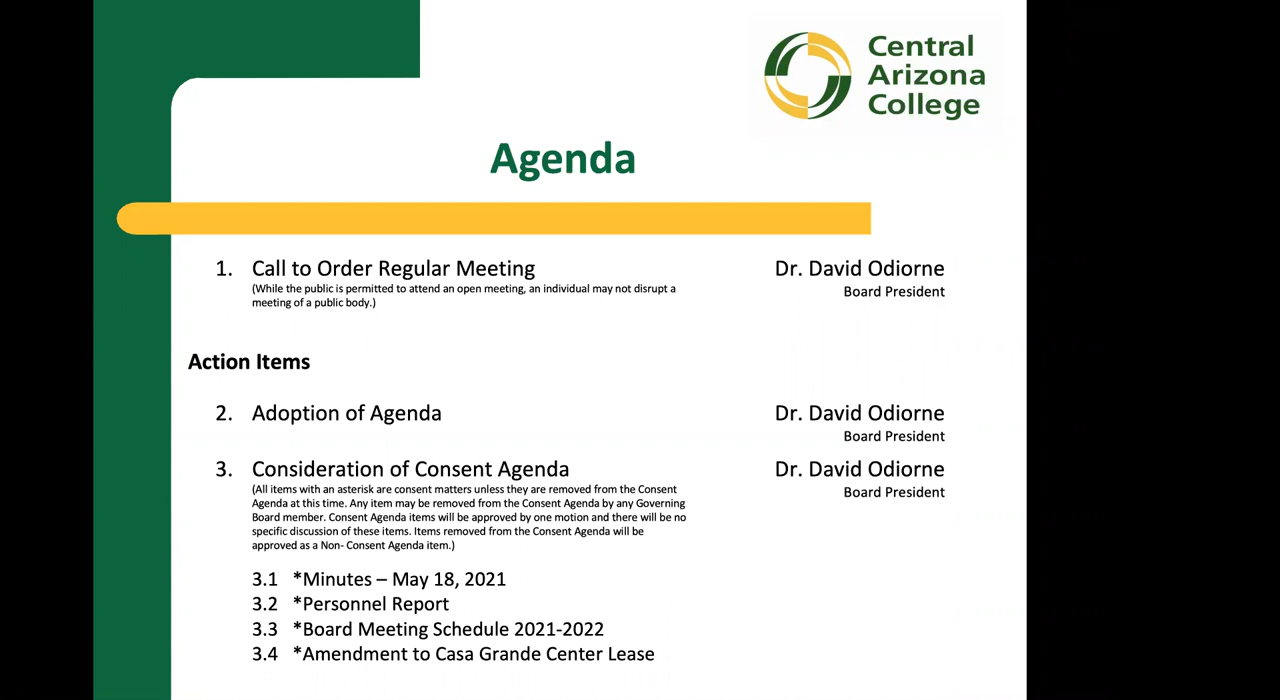 Central
Arizona
College
Agenda
1. Call to Order Regular Meeting Dr. David Odiorne
(While the public is permitted to attend an open meeting, an individual may not disrupt a Board President
meeting of a public body.)
Action Items
2. Adoption of Agenda Dr. David Odiorne
Board President
3. Consideration of Consent Agenda Dr. David Odiorne
(All items with an asterisk are consent matters unless they are removed from the Consent Board President
Agenda at this time. Any item may be removed from the Consent Agenda by any Governing
Board member. Consent Agenda items will be approved by one motion and there will be no
specific discussion of these items. Items removed from the Consent Agenda will be
approved as a Non- Consent Agenda item.)
3.1 *Minutes – May 18, 2021
3.2 *Personnel Report
3.3 *Board Meeting Schedule 2021-2022
3.4 *Amendment to Casa Grande Center Lease